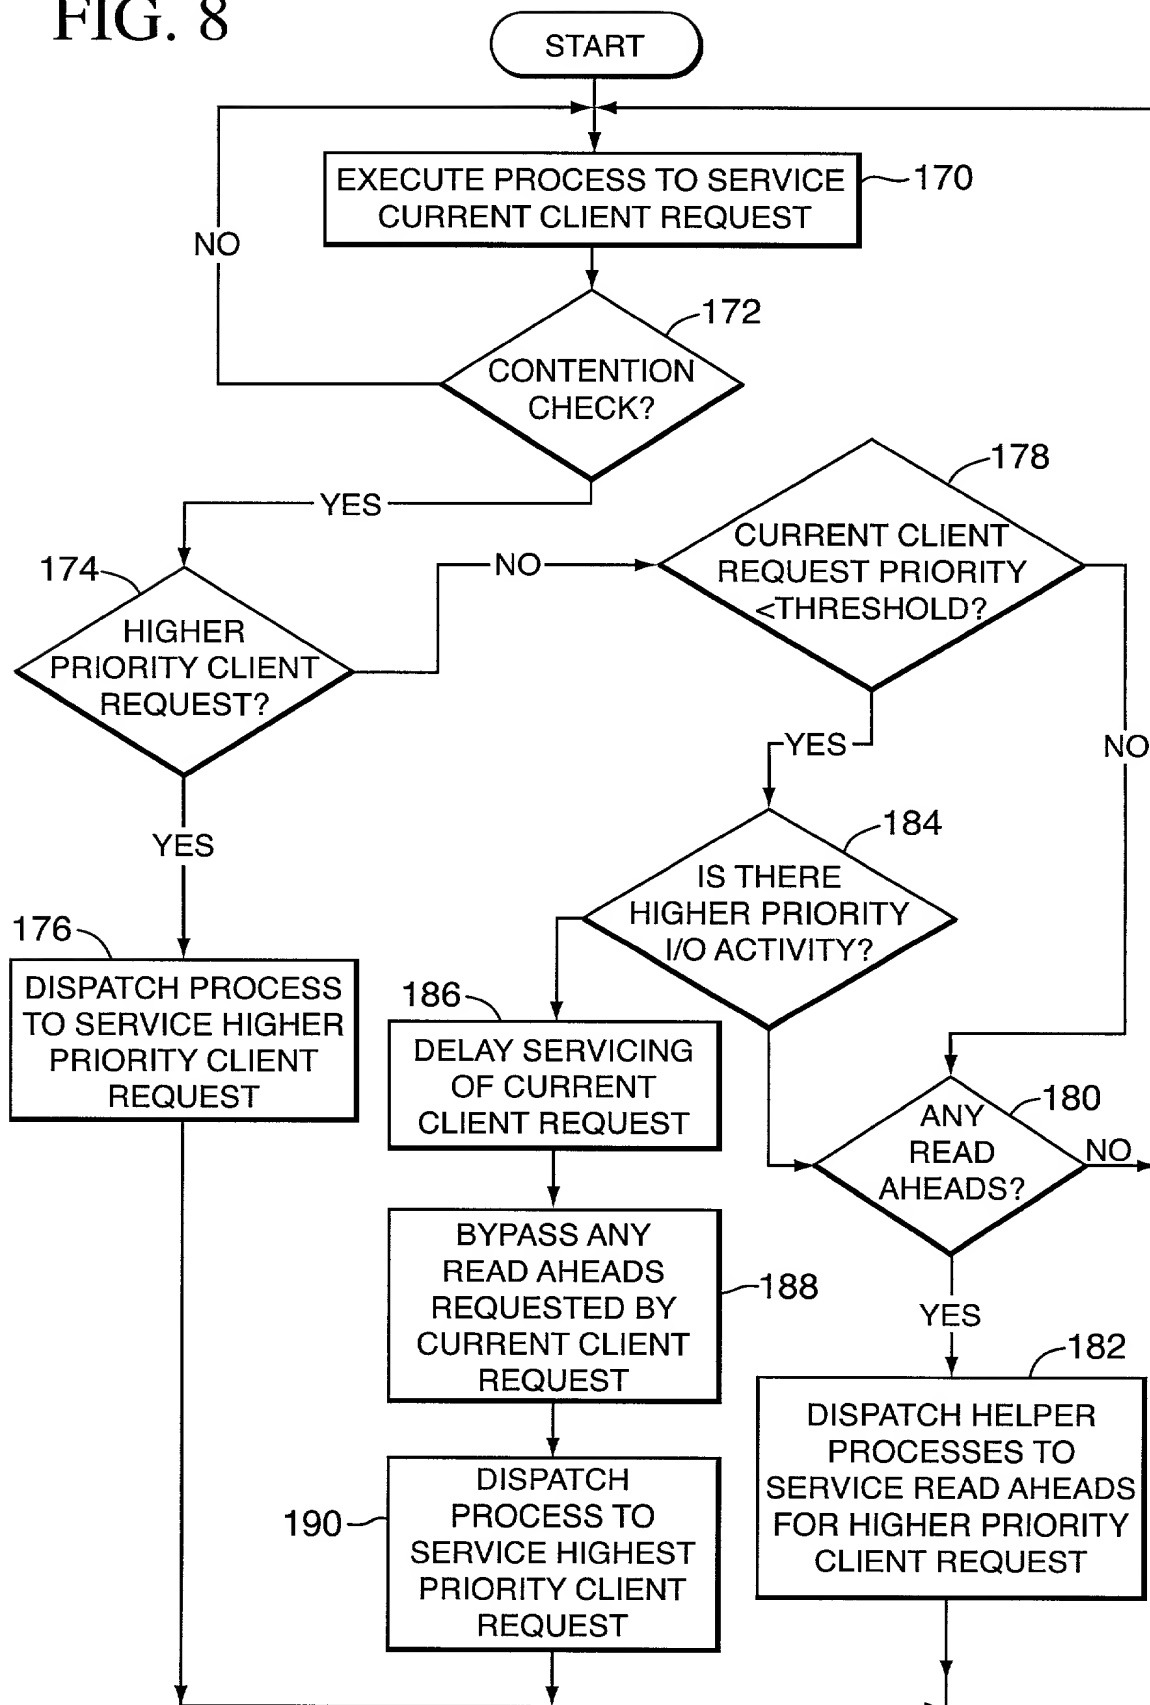 FIG. 8
START
EXECUTE PROCESS TO SERVICE
CURRENT CLIENT REQUEST
170
NO
172
CONTENTION
CHECK?
YES
178
CURRENT CLIENT
REQUEST PRIORITY
<THRESHOLD?
174
HIGHER
PRIORITY CLIENT
REQUEST?
NO
YES
NO
YES
184
IS THERE
HIGHER PRIORITY
I/O ACTIVITY?
176
DISPATCH PROCESS
TO SERVICE HIGHER
PRIORITY CLIENT
REQUEST
186
DELAY SERVICING
OF CURRENT
CLIENT REQUEST
180
ANY
READ
AHEADS?
NO
BYPASS ANY
READ AHEADS
REQUESTED BY
CURRENT CLIENT
REQUEST
188
YES
182
DISPATCH HELPER
PROCESSES TO
SERVICE READ AHEADS
FOR HIGHER PRIORITY
CLIENT REQUEST
190
DISPATCH
PROCESS TO
SERVICE HIGHEST
PRIORITY CLIENT
REQUEST